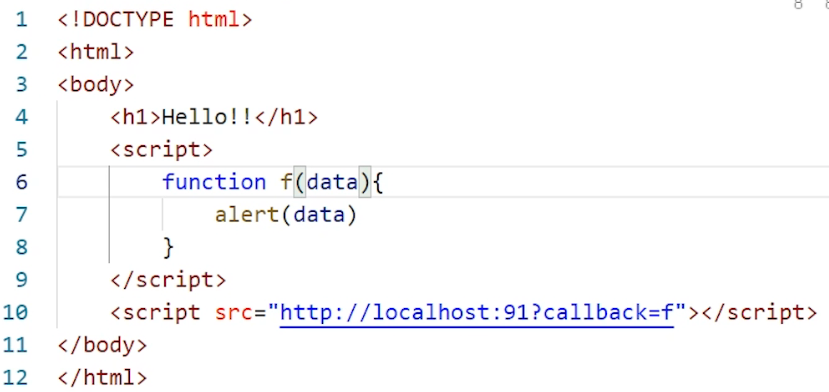 1 <!DOCTYPE html>
2 <html>
3 <body>
4     <h1>Hello!!</h1>
5     <script>
6         function f(data){
7             alert(data)
8         }
9     </script>
10     <script src="http://localhost:91?callback=f"></script>
11 </body>
12 </html>